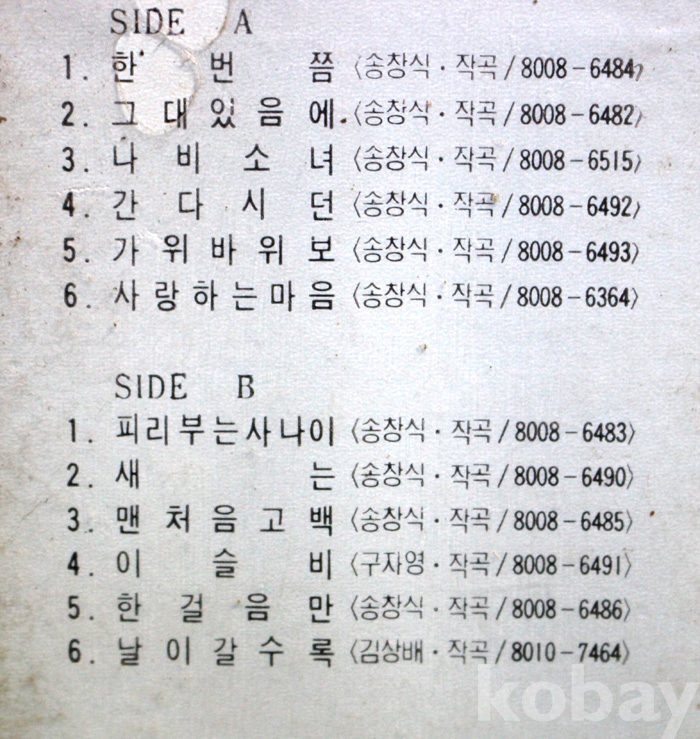 SIDE A
1. 한번쯤 〈송창식 · 작곡 / 8008-6484〉
2. 그대있음에 〈송창식 · 작곡 / 8008-6482〉
3. 나비소녀 〈송창식 · 작곡 / 8008-6515〉
4. 간다시던 〈송창식 · 작곡 / 8008-6492〉
5. 가위바위보 〈송창식 · 작곡 / 8008-6493〉
6. 사랑하는마음 〈송창식 · 작곡 / 8008-6364〉
SIDE B
1. 피리부는사나이 〈송창식 · 작곡 / 8008-6483〉
2. 새는 〈송창식 · 작곡 / 8008-6490〉
3. 맨처음고백 〈송창식 · 작곡 / 8008-6485〉
4. 이슬비 〈구자영 · 작곡 / 8008-6491〉
5. 한걸음만 〈송창식 · 작곡 / 8008-6486〉
6. 날이갈수록 〈김상배 · 작곡 / 8010-7464〉
kobay